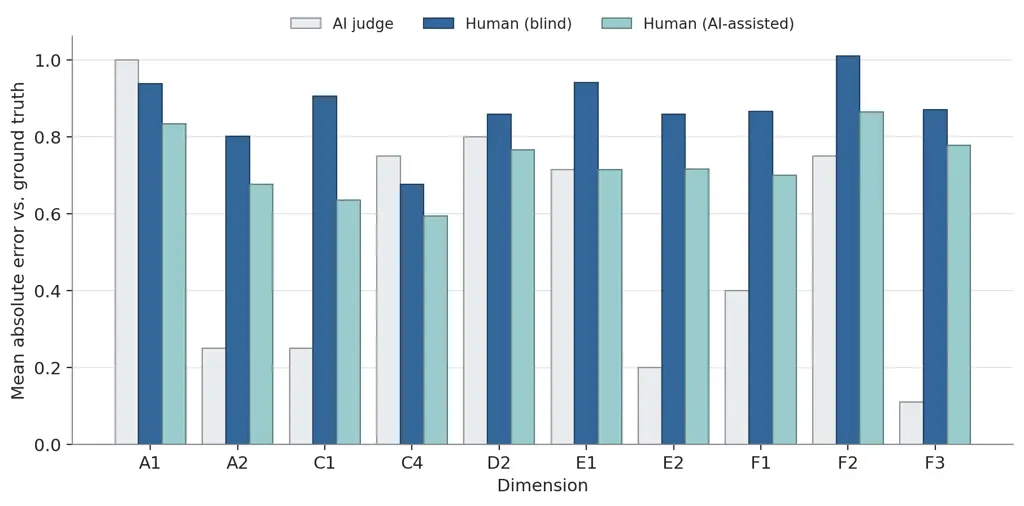 AI judge Human (blind) Human (AI-assisted)
Mean absolute error vs. ground truth
1.0
0.8
0.6
0.4
0.2
0.0
A1 A2 C1 C4 D2 E1 E2 F1 F2 F3
Dimension